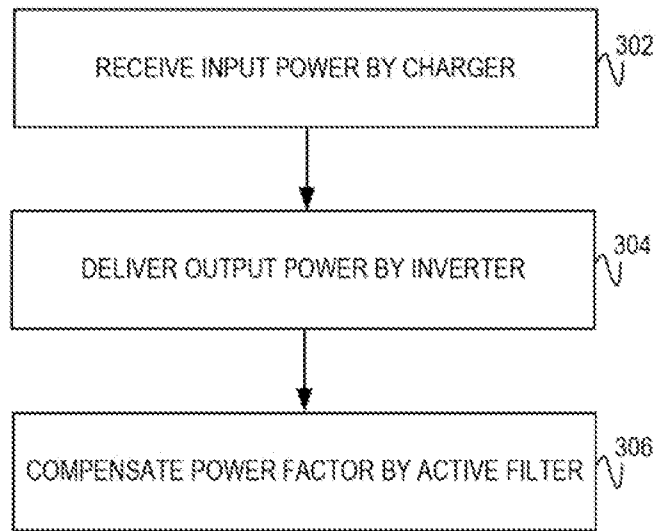 302
RECEIVE INPUT POWER BY CHARGER
304
DELIVER OUTPUT POWER BY INVERTER
306
COMPENSATE POWER FACTOR BY ACTIVE FILTER